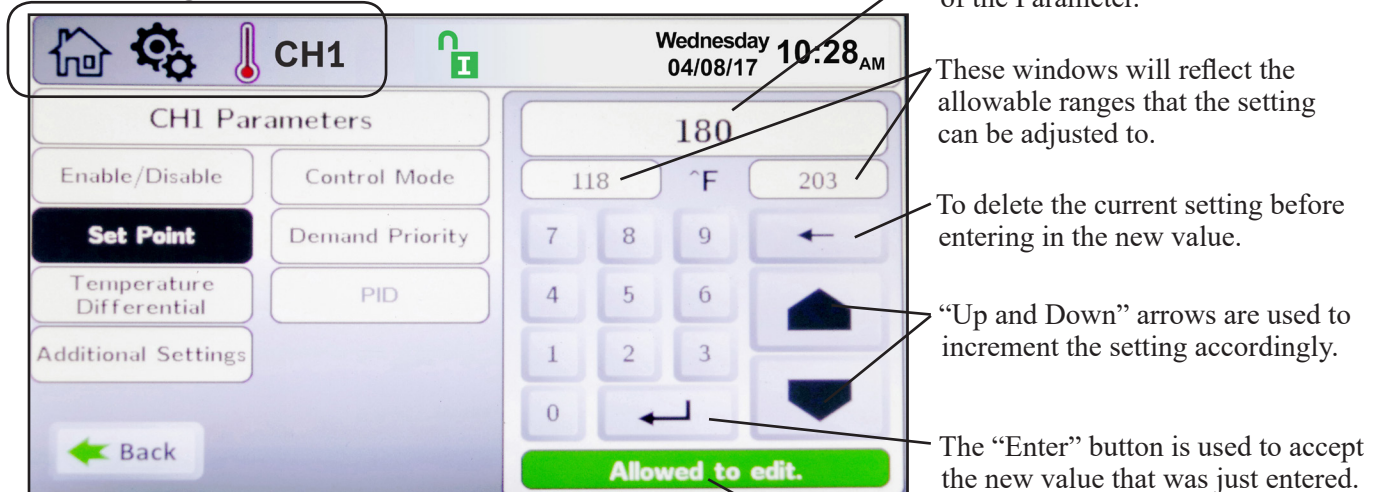 of the Parameter.
CH1
I
Wednesday
04/08/17
10:28AM
These windows will reflect the
allowable ranges that the setting
can be adjusted to.
CH1 Parameters
180
Enable/Disable
Control Mode
118
^F
203
Set Point
Demand Priority
7
8
9
←
To delete the current setting before
entering in the new value.
Temperature
Differential
PID
4
5
6
“Up and Down” arrows are used to
increment the setting accordingly.
Additional Settings
1
2
3
0
Back
Allowed to edit.
The “Enter” button is used to accept
the new value that was just entered.